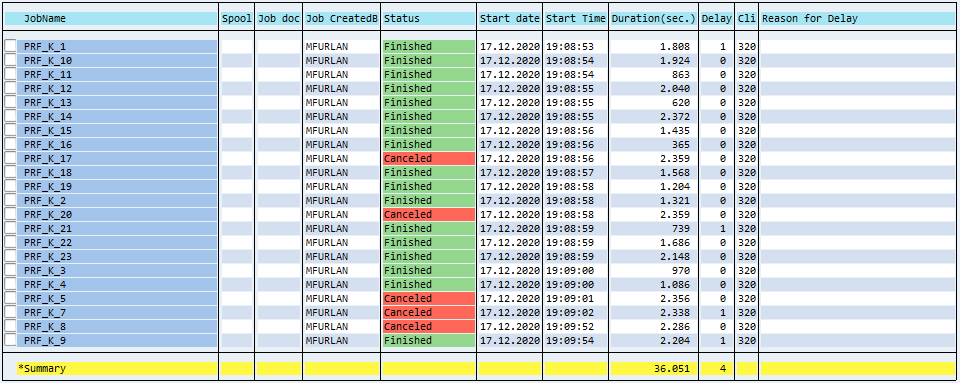 JobName Spool Job doc Job CreatedB Status Start date Start Time Duration(sec.) Delay Cli Reason for Delay
PRF_K_1 MFURLAN Finished 17.12.2020 19:08:53 1.808 1 320
PRF_K_10 MFURLAN Finished 17.12.2020 19:08:54 1.924 0 320
PRF_K_11 MFURLAN Finished 17.12.2020 19:08:54 863 0 320
PRF_K_12 MFURLAN Finished 17.12.2020 19:08:55 2.040 0 320
PRF_K_13 MFURLAN Finished 17.12.2020 19:08:55 620 0 320
PRF_K_14 MFURLAN Finished 17.12.2020 19:08:55 2.372 0 320
PRF_K_15 MFURLAN Finished 17.12.2020 19:08:56 1.435 0 320
PRF_K_16 MFURLAN Finished 17.12.2020 19:08:56 365 0 320
PRF_K_17 MFURLAN Canceled 17.12.2020 19:08:56 2.359 0 320
PRF_K_18 MFURLAN Finished 17.12.2020 19:08:57 1.568 0 320
PRF_K_19 MFURLAN Finished 17.12.2020 19:08:58 1.204 0 320
PRF_K_2 MFURLAN Finished 17.12.2020 19:08:58 1.321 0 320
PRF_K_20 MFURLAN Canceled 17.12.2020 19:08:58 2.359 0 320
PRF_K_21 MFURLAN Finished 17.12.2020 19:08:59 739 1 320
PRF_K_22 MFURLAN Finished 17.12.2020 19:08:59 1.686 0 320
PRF_K_23 MFURLAN Finished 17.12.2020 19:08:59 2.148 0 320
PRF_K_3 MFURLAN Finished 17.12.2020 19:09:00 970 0 320
PRF_K_4 MFURLAN Finished 17.12.2020 19:09:00 1.086 0 320
PRF_K_5 MFURLAN Canceled 17.12.2020 19:09:01 2.356 0 320
PRF_K_7 MFURLAN Canceled 17.12.2020 19:09:02 2.338 1 320
PRF_K_8 MFURLAN Canceled 17.12.2020 19:09:52 2.286 0 320
PRF_K_9 MFURLAN Finished 17.12.2020 19:09:54 2.204 1 320
*Summary 36.051 4